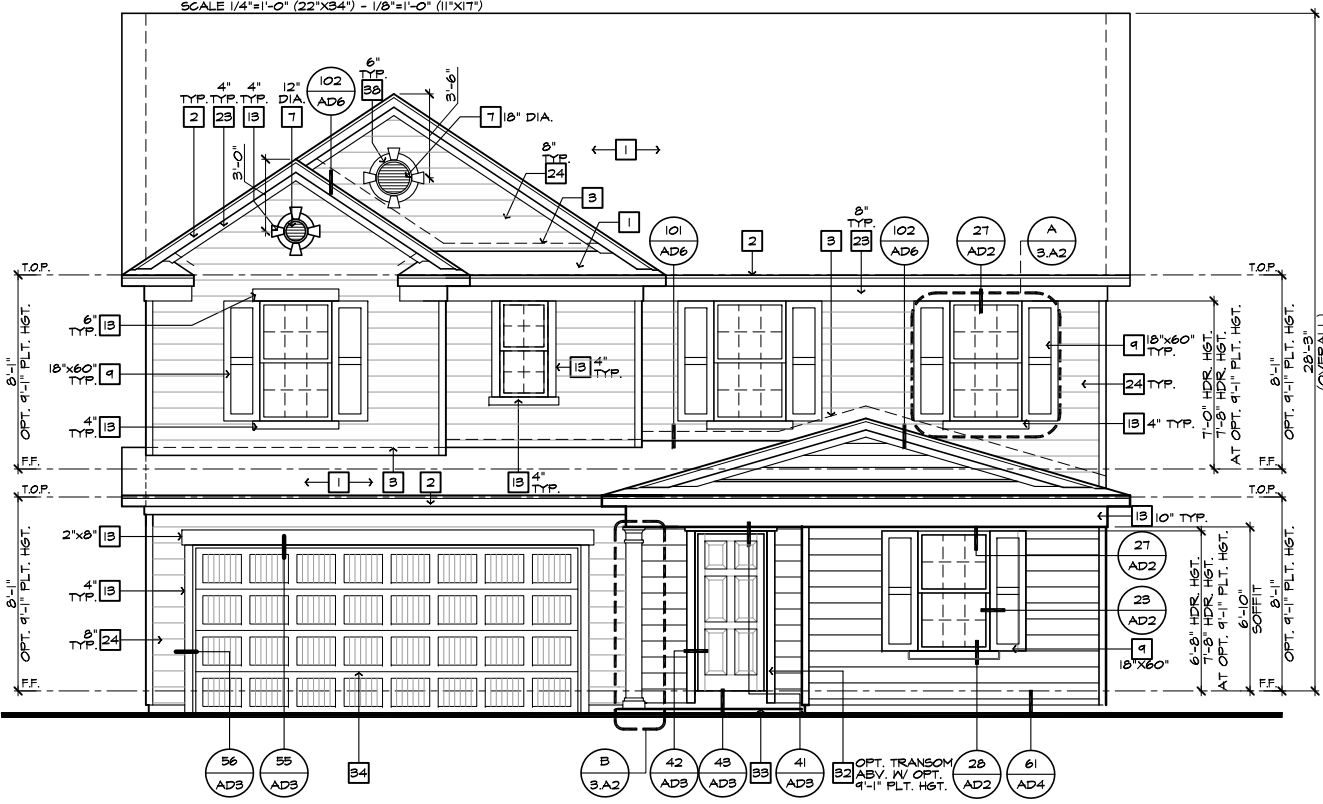 SCALE 1/4"=1'-0" (22"X34") - 1/8"=1'-0" (11"X17")
6"
TYP.
38
102
AD6
3'-6"
TYP.
2
4"
TYP.
23
4"
TYP.
13
12"
DIA.
7
7 18" DIA.
3'-0"
8"
TYP.
24
1
3
1
101
AD6
2
3
8"
TYP.
23
102
AD6
27
AD2
A
3.A2
T.O.P.
T.O.P.
6"
TYP. 13
18"x60"
TYP. 9
4"
TYP. 13
13 4"
TYP.
9 18"x60"
TYP.
24 TYP.
13 4" TYP.
8'-1"
OPT. 9'-1" PLT. HGT.
7'-0" HDR. HGT.
7'-8" HDR. HGT.
AT OPT. 9'-1" PLT. HGT.
8'-1"
OPT. 9'-1" PLT. HGT.
28'-3"
(OVERALL)
F.F.
F.F.
1
3
2
13 4"
TYP.
T.O.P.
T.O.P.
2"x8" 13
4"
TYP. 13
8"
TYP. 24
13 10" TYP.
27
AD2
23
AD2
9
18"x60"
8'-1"
OPT. 9'-1" PLT. HGT.
6'-8" HDR. HGT.
7'-8" HDR. HGT.
AT OPT. 9'-1" PLT. HGT.
6'-10"
SOFFIT
8'-1"
OPT. 9'-1" PLT. HGT.
F.F.
F.F.
56
AD3
55
AD3
34
B
3.A2
42
AD3
43
AD3
33
41
AD3
32 OPT. TRANSOM
ABV. W/ OPT.
9'-1" PLT. HGT.
28
AD2
61
AD4